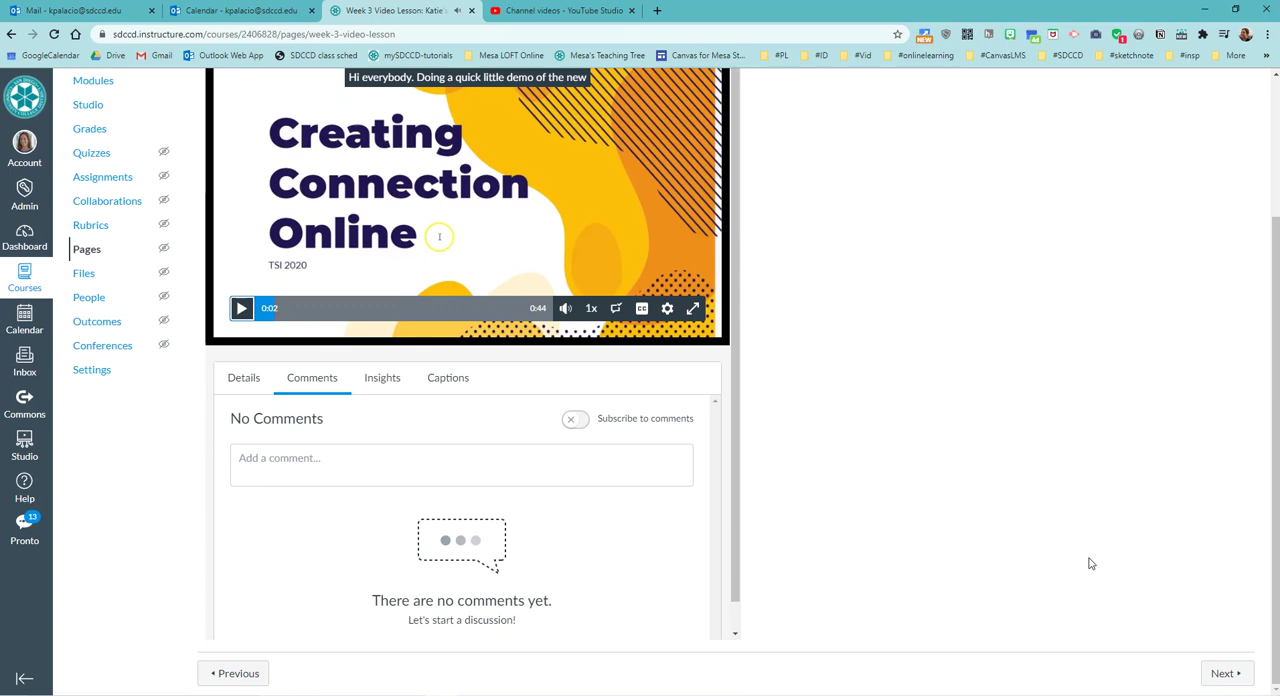 Mail - kpalacio@sdccd.edu
Calendar - kpalacio@sdccd.edu
Week 3 Video Lesson: Katie's
Channel videos - YouTube Studio
sdccd.instructure.com/courses/2406828/pages/week-3-video-lesson
GoogleCalendar Drive Gmail Outlook Web App SDCCD class sched mySDCCD-tutorials Mesa LOFT Online Mesa's Teaching Tree Canvas for Mesa St... #PL #ID #Vid #onlinelearning #CanvasLMS #SDCCD #sketchnote #insp More
NEW
Account
Admin
Dashboard
Courses
Calendar
Inbox
Commons
Studio
Help
13
Pronto
Modules
Studio
Grades
Quizzes
Assignments
Collaborations
Rubrics
Pages
Files
People
Outcomes
Conferences
Settings
Hi everybody. Doing a quick little demo of the new
Creating
Connection
Online
TSI 2020
0:02 0:44 1x CC
Details Comments Insights Captions
No Comments Subscribe to comments
Add a comment...
There are no comments yet.
Let's start a discussion!
Previous Next